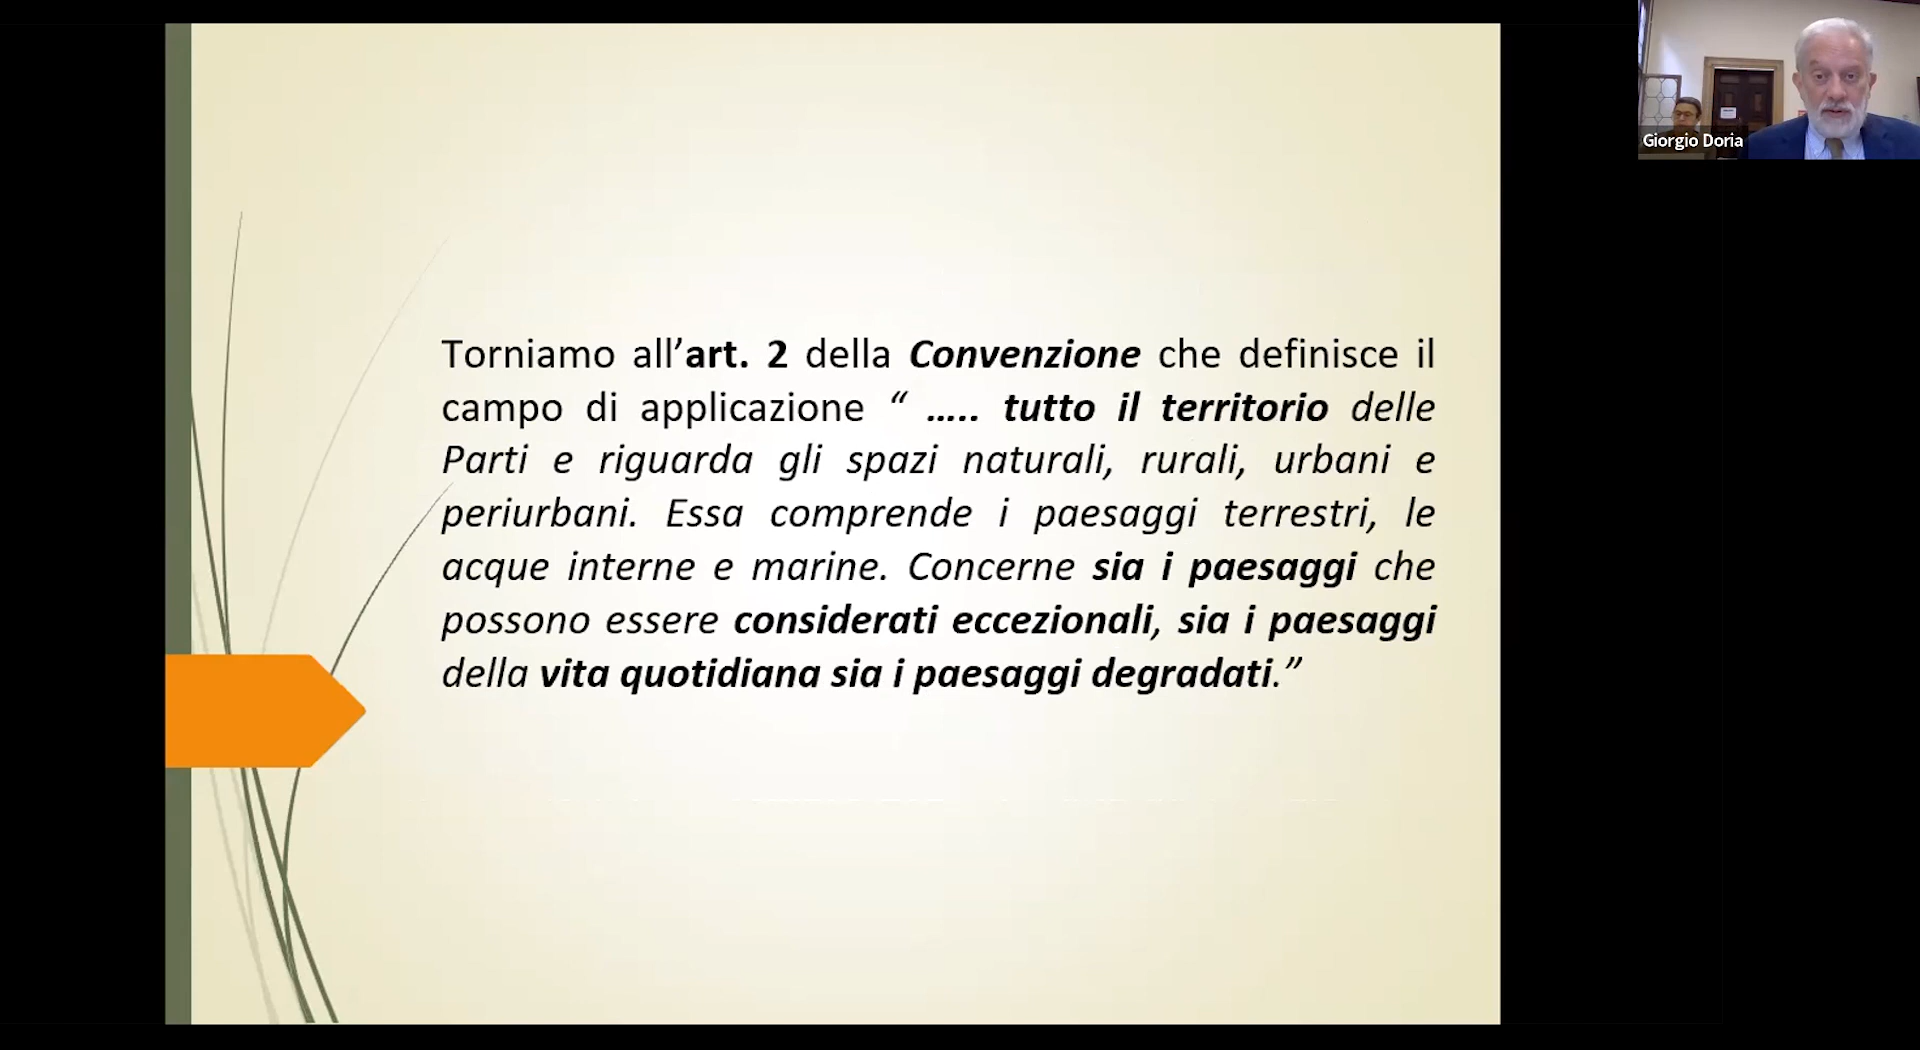 Torniamo all’art. 2 della Convenzione che definisce il
campo di applicazione “ ..... tutto il territorio delle
Parti e riguarda gli spazi naturali, rurali, urbani e
periurbani. Essa comprende i paesaggi terrestri, le
acque interne e marine. Concerne sia i paesaggi che
possono essere considerati eccezionali, sia i paesaggi
della vita quotidiana sia i paesaggi degradati.”
Giorgio Doria